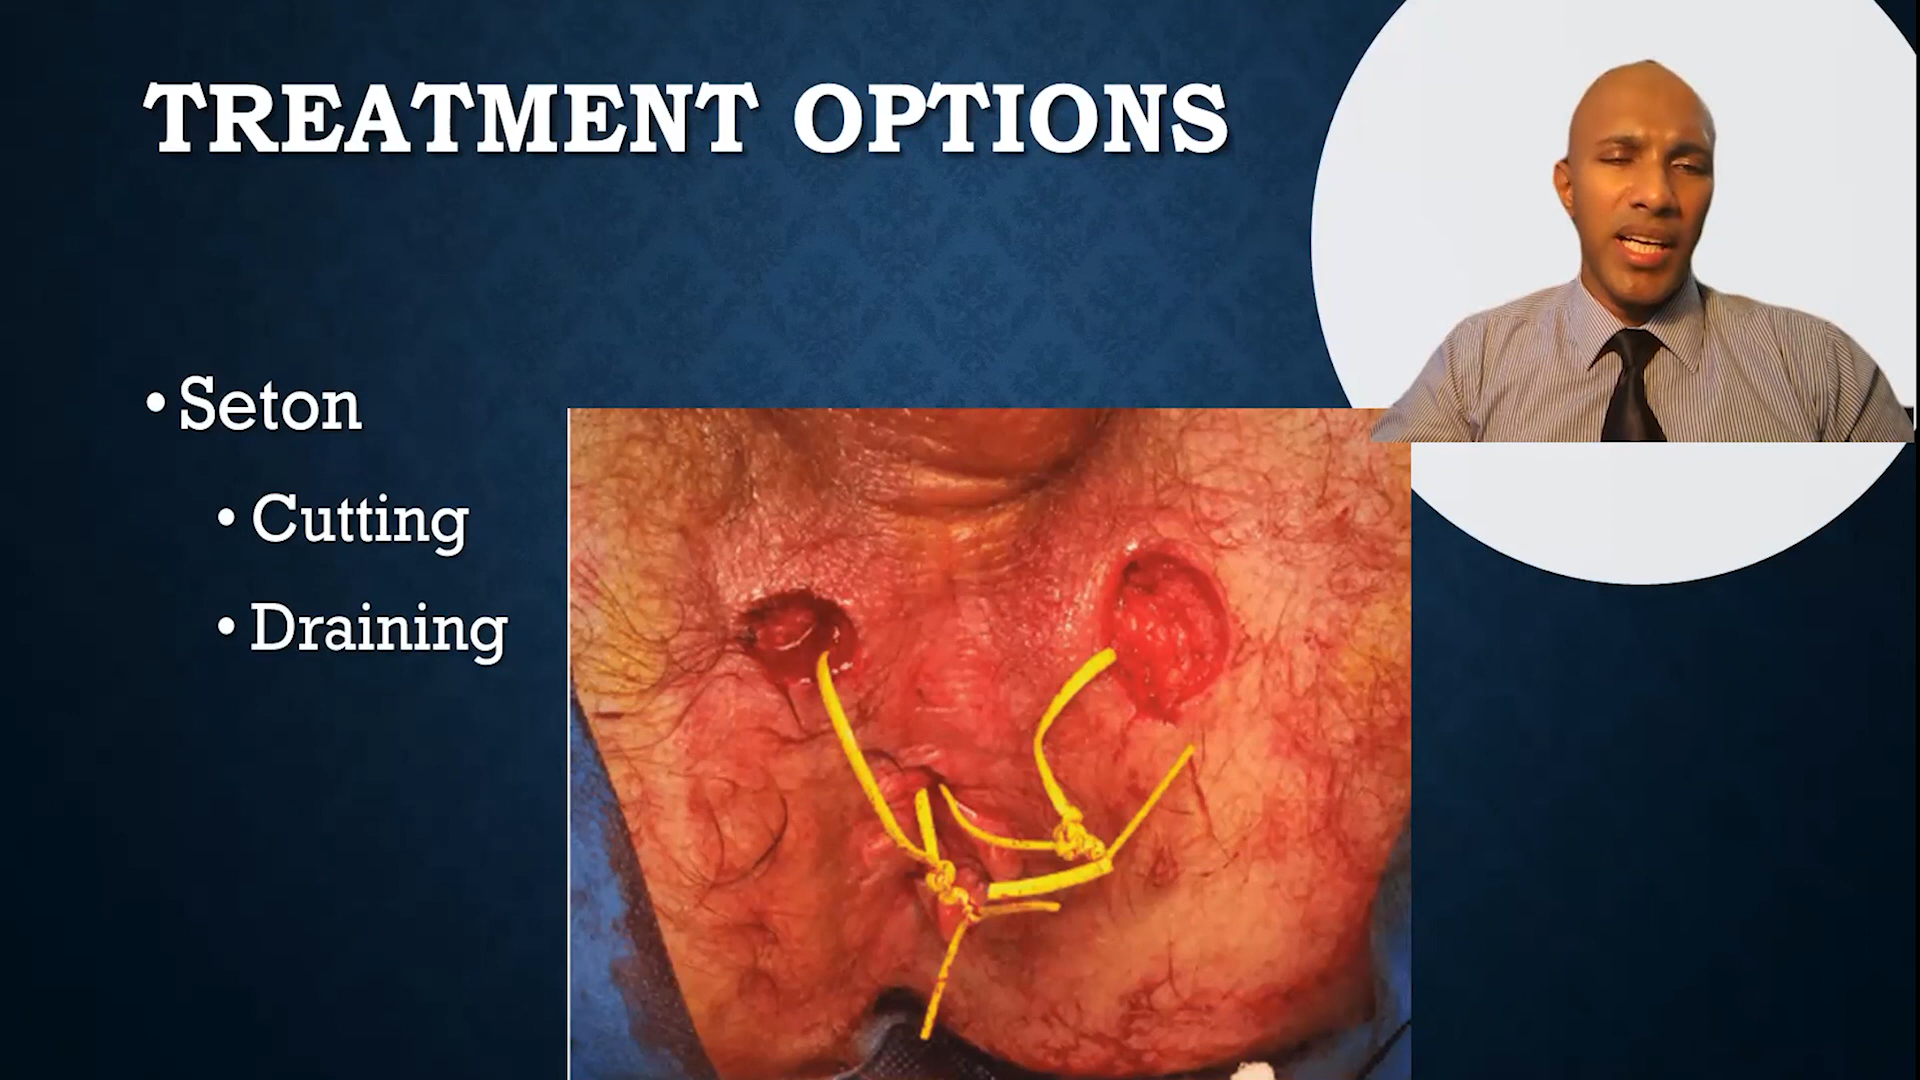 TREATMENT OPTIONS
• Seton
• Cutting
• Draining